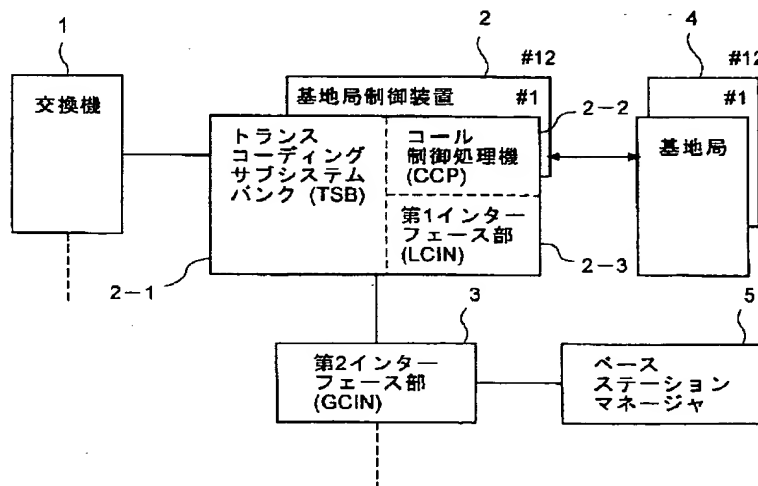 1
2
4
#12
#12
交換機
基地局制御装置
#1
#1
2-2
トランス
コーディング
サブシステム
バンク (TSB)
コール
制御処理機
(CCP)
基地局
第1インター
フェース部
(LCIN)
2-1
2-3
3
5
第2インター
フェース部
(GCIN)
ベース
ステーション
マネージャ